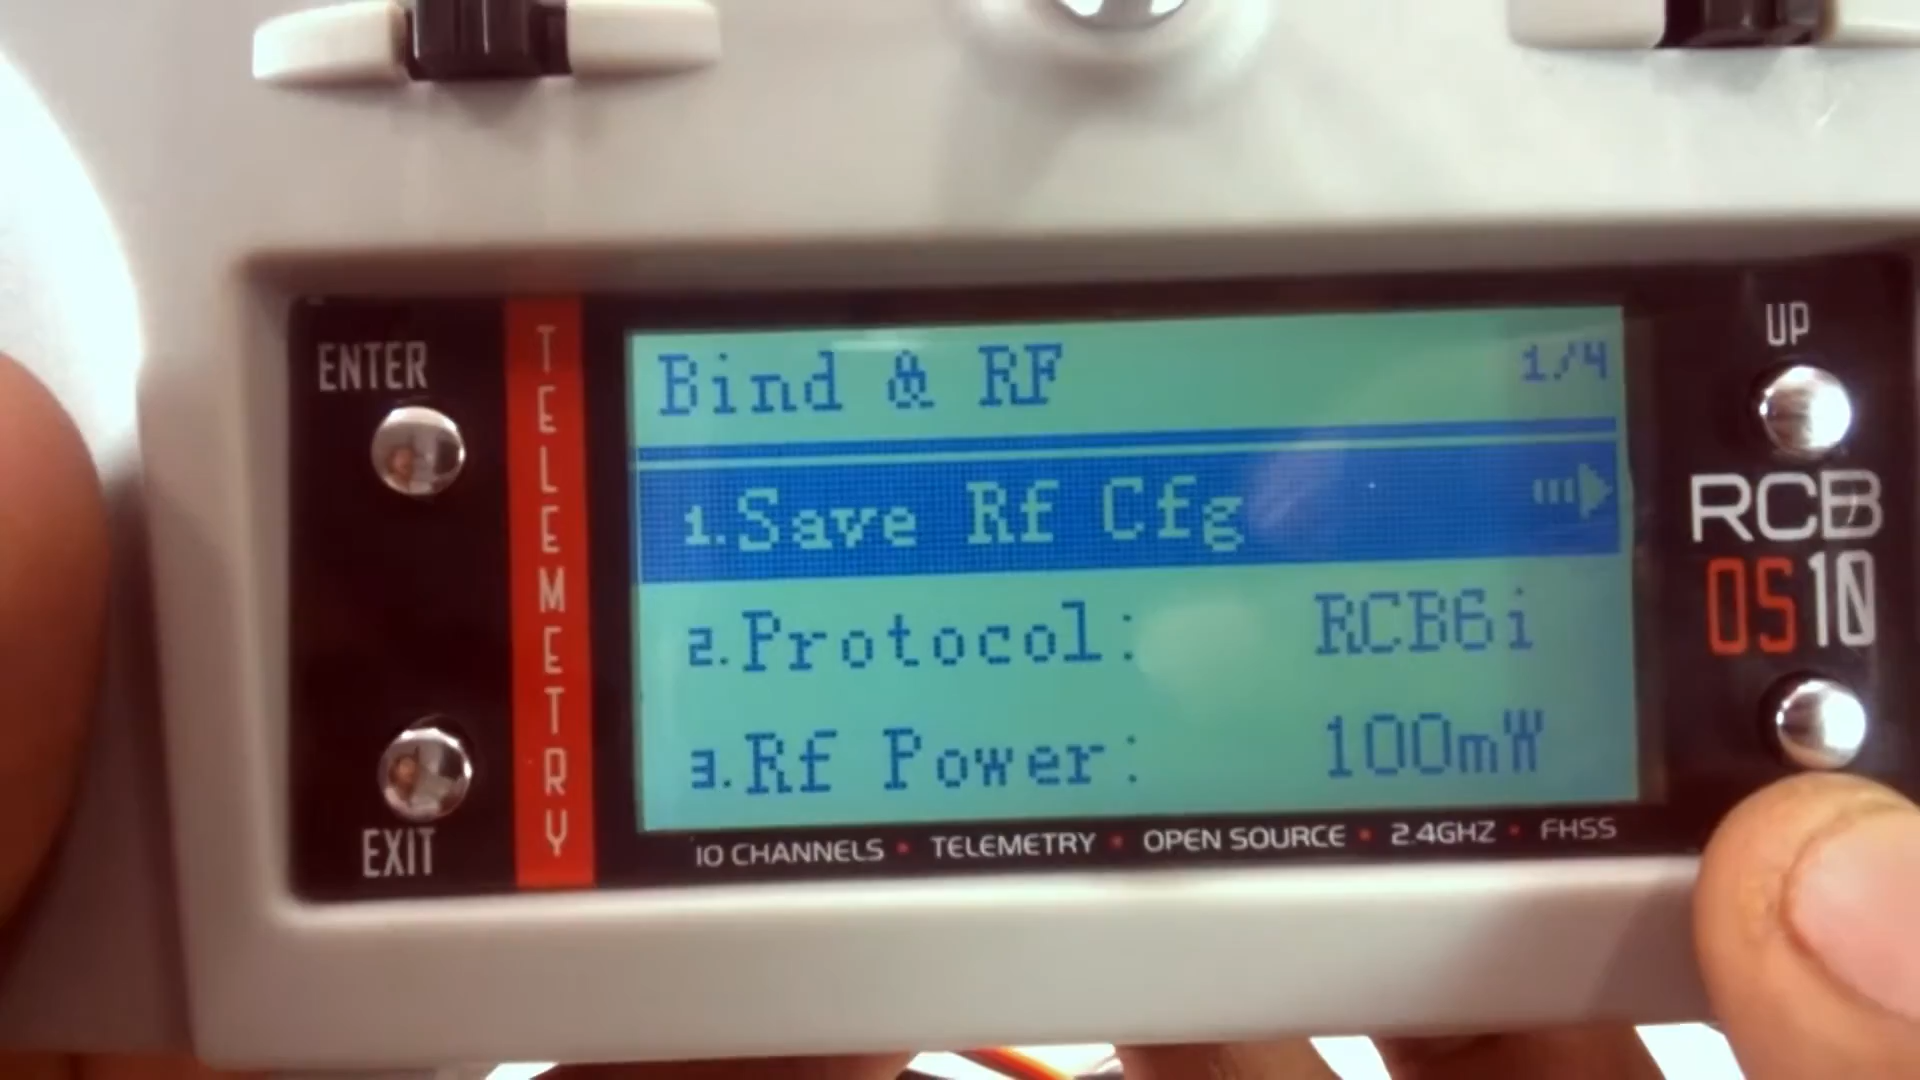 ENTER
EXIT
TELEMETRY
Bind & RF 1/4
1.Save Rf Cfg
2.Protocol: RCB6i
3.Rf Power: 100mW
10 CHANNELS • TELEMETRY • OPEN SOURCE • 2.4GHZ • FHSS
UP
RCB
OS10